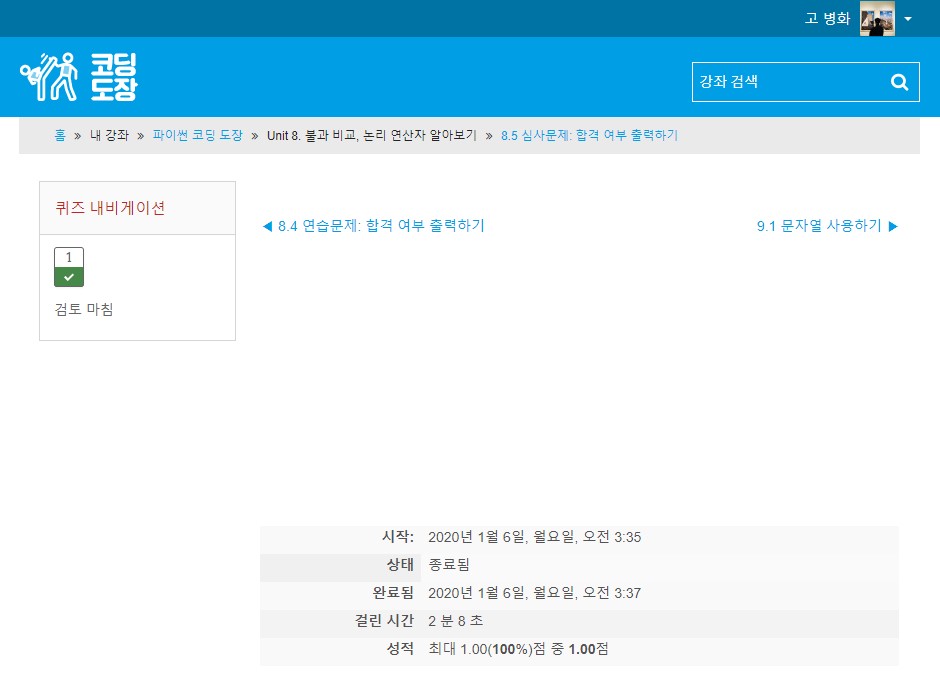 고 병화
코딩
도장
강좌 검색
홈 » 내 강좌 » 파이썬 코딩 도장 » Unit 8. 불과 비교, 논리 연산자 알아보기 » 8.5 심사문제: 합격 여부 출력하기
퀴즈 내비게이션
1
검토 마침
◀ 8.4 연습문제: 합격 여부 출력하기
9.1 문자열 사용하기 ▶
시작: 2020년 1월 6일, 월요일, 오전 3:35
상태 종료됨
완료됨 2020년 1월 6일, 월요일, 오전 3:37
걸린 시간 2 분 8 초
성적 최대 1.00(100%)점 중 1.00점